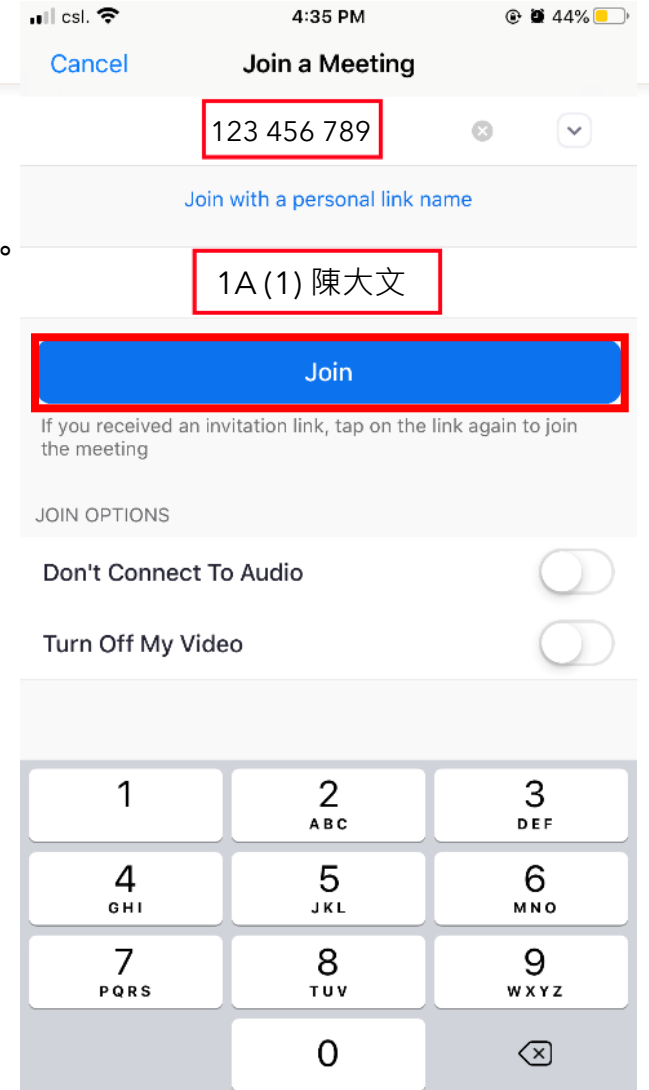 csl. 4:35 PM 44%
Cancel Join a Meeting
123 456 789
Join with a personal link name
。
1A (1) 陳大文
Join
If you received an invitation link, tap on the link again to join
the meeting
JOIN OPTIONS
Don't Connect To Audio
Turn Off My Video
1 2 3
ABC DEF
4 5 6
GHI JKL MNO
7 8 9
PQRS TUV WXYZ
0